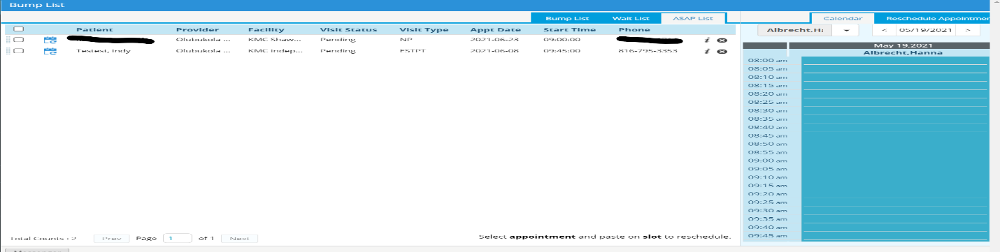 Bump List
Bump List Wait List ASAP List
Patient Provider Facility Visit Status Visit Type Appt Date Start Time Phone
Olubukola ... KMC Shaw... Pending NP 2021-06-23 09:00:00 i
Testest, Indy Olubukola ... KMC Indep... Pending ESTPT 2021-06-08 09:45:00 816-795-3353 i
Total Counts : 2 Prev Page 1 of 1 Next
Select appointment and paste on slot to reschedule.
Calendar Reschedule Appointmer
Albrecht,H < 05/19/2021 >
May 19,2021
Albrecht,Hanna
08:00 am
08:05 am
08:10 am
08:15 am
08:20 am
08:25 am
08:30 am
08:35 am
08:40 am
08:45 am
08:50 am
08:55 am
09:00 am
09:05 am
09:10 am
09:15 am
09:20 am
09:25 am
09:30 am
09:35 am
09:40 am
09:45 am